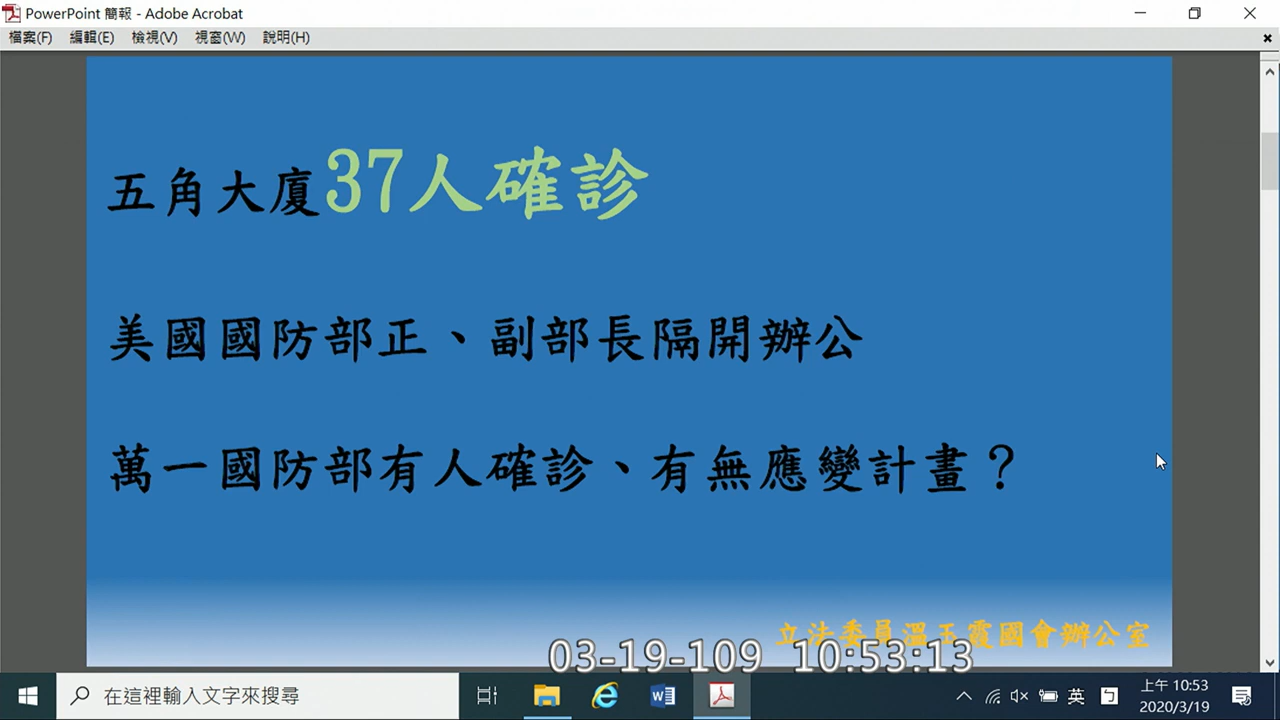 PowerPoint 簡報 - Adobe Acrobat
檔案(F) 編輯(E) 檢視(V) 視窗(W) 說明(H)
五角大廈37人確診
美國國防部正、副部長隔開辦公
萬一國防部有人確診、有無應變計畫？
立法委員溫玉霞國會辦公室
03-19-109 10:53:13
在這裡輸入文字來搜尋
英
上午 10:53
2020/3/19